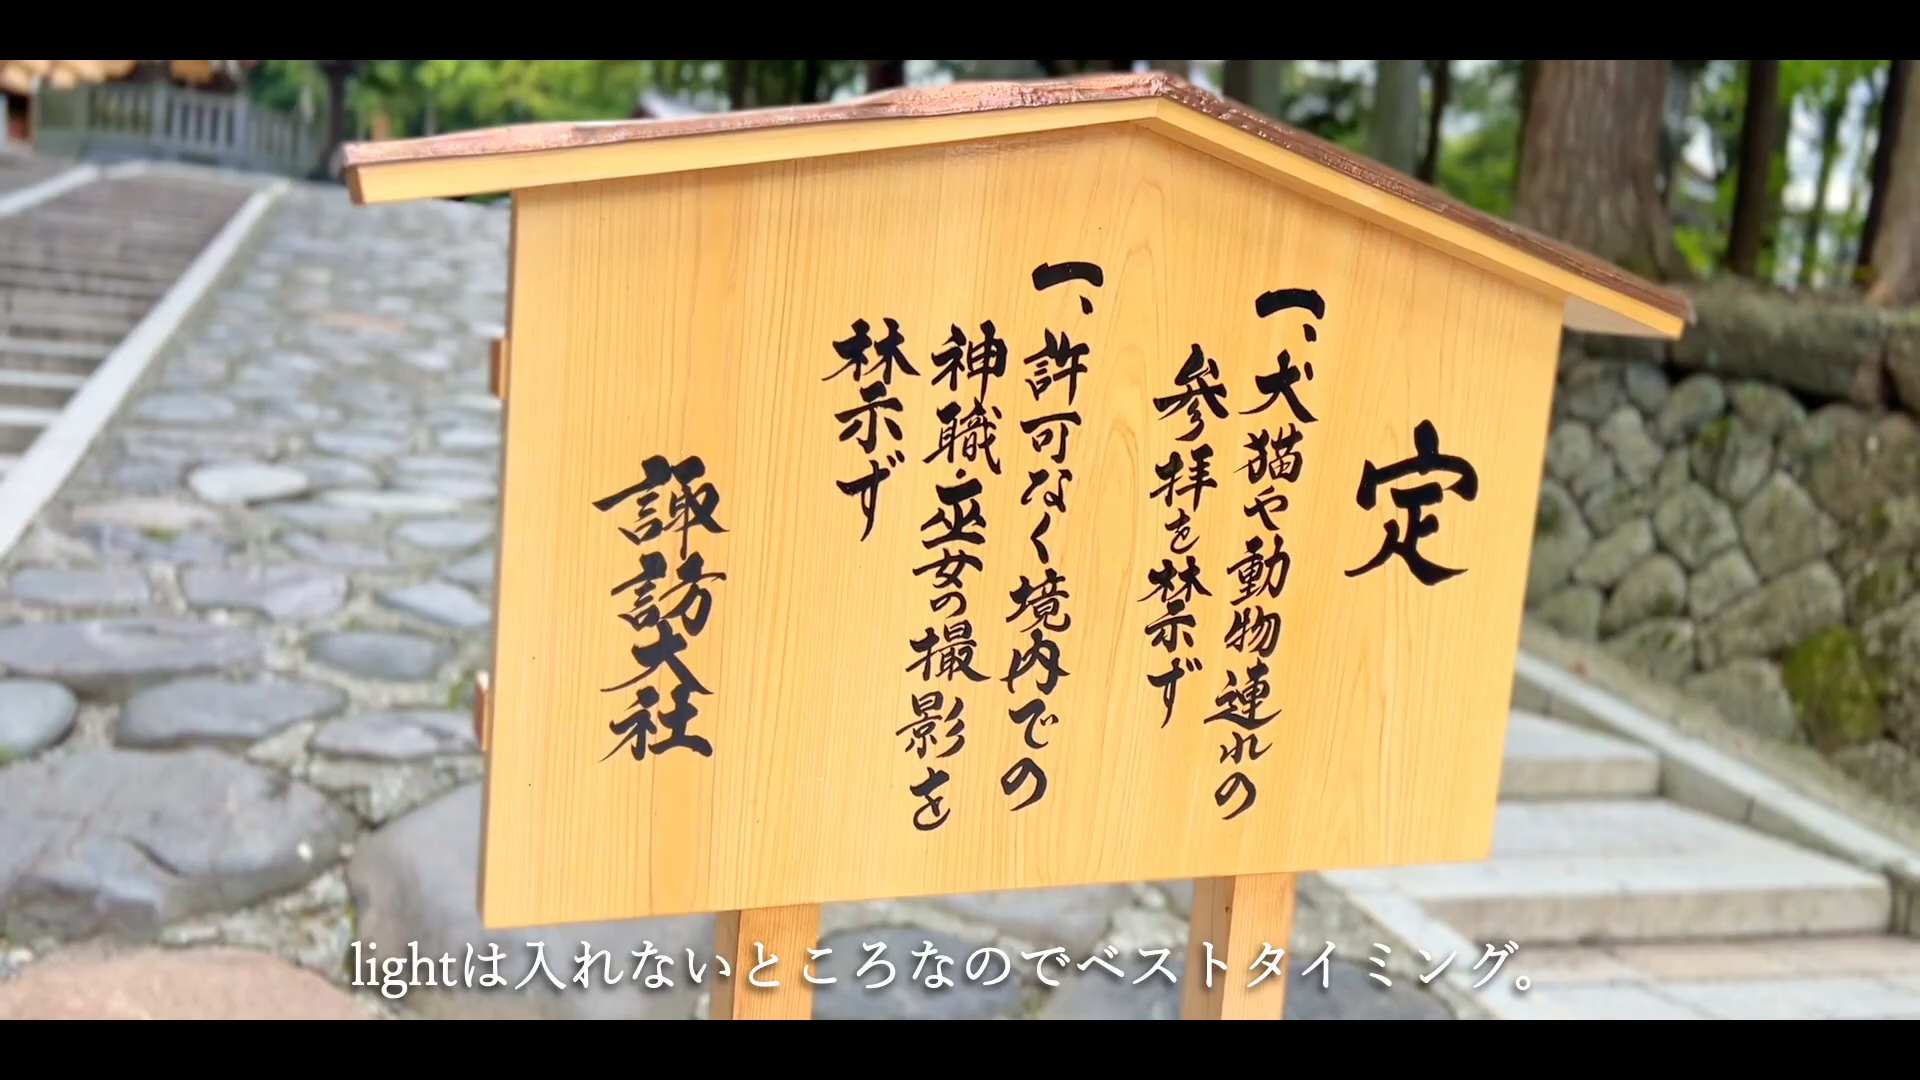 定
一、犬猫や動物連れの
参拝を禁ず
一、許可なく境内での
神職・巫女の撮影を
禁ず
諏訪大社
lightは入れないところなのでベストタイミング。